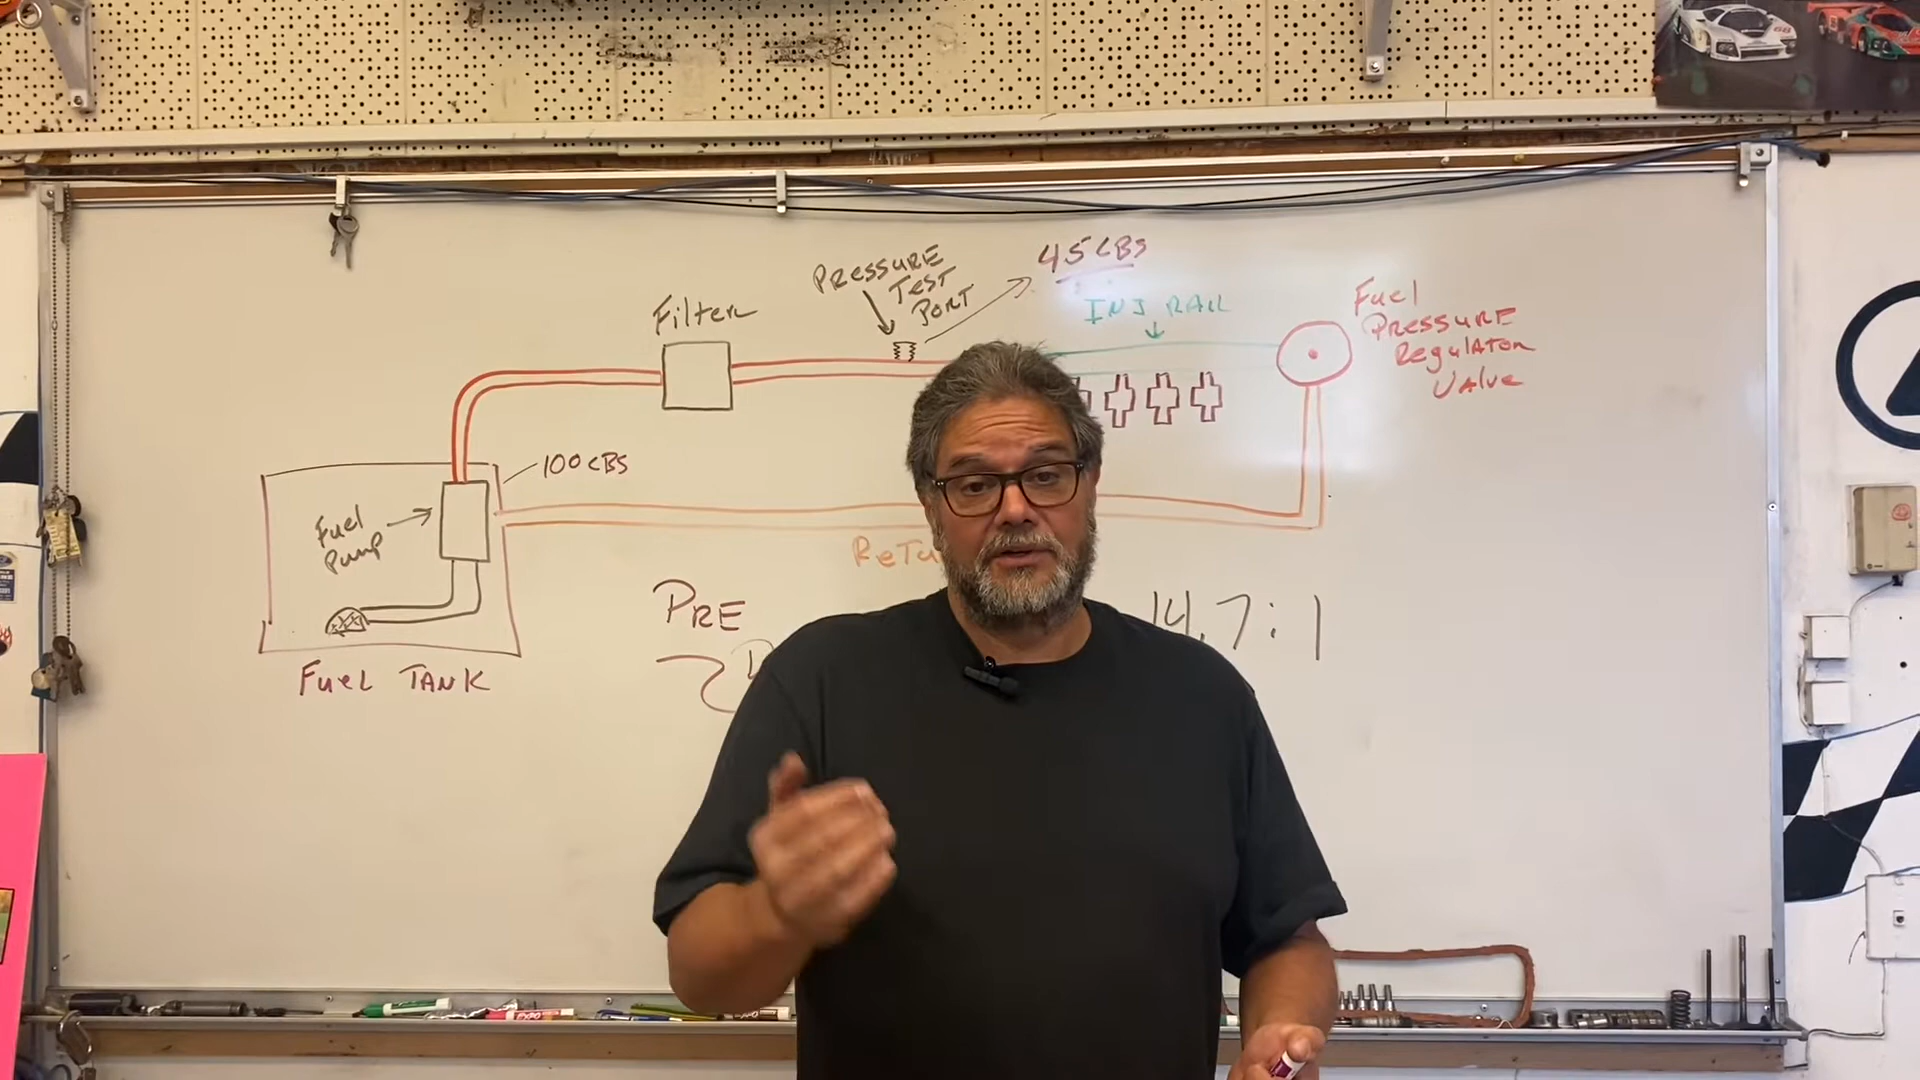 PRESSURE
TEST
PORT
45 LBS
INJ RAIL
Filter
Fuel
PRESSURE
Regulator
Valve
100 LBS
Fuel
Pump
PRE
14.7:1
Fuel TANK